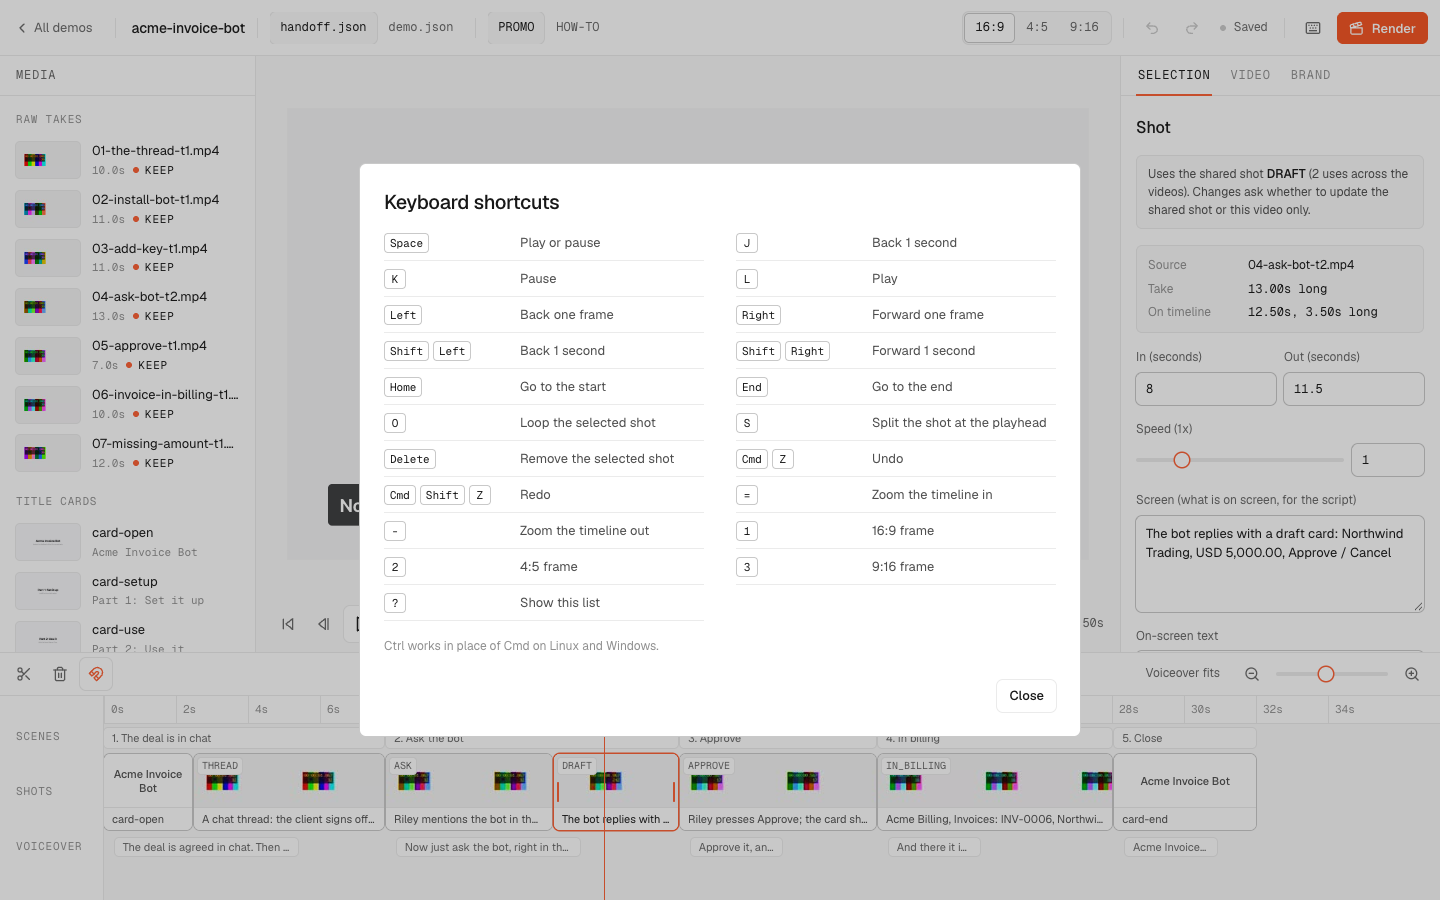 All demos
acme-invoice-bot
handoff.json
demo.json
PROMO
HOW-TO
16:9
4:5
9:16
Saved
Render
MEDIA
RAW TAKES
01-the-thread-t1.mp4
10.0s KEEP
02-install-bot-t1.mp4
11.0s KEEP
03-add-key-t1.mp4
11.0s KEEP
04-ask-bot-t2.mp4
13.0s KEEP
05-approve-t1.mp4
7.0s KEEP
06-invoice-in-billing-t1....
10.0s KEEP
07-missing-amount-t1....
12.0s KEEP
TITLE CARDS
card-open
Acme Invoice Bot
card-setup
Part 1: Set it up
card-use
Part 2: Use it
No
Keyboard shortcuts
Space Play or pause
J Back 1 second
K Pause
L Play
Left Back one frame
Right Forward one frame
Shift Left Back 1 second
Shift Right Forward 1 second
Home Go to the start
End Go to the end
O Loop the selected shot
S Split the shot at the playhead
Delete Remove the selected shot
Cmd Z Undo
Cmd Shift Z Redo
= Zoom the timeline in
- Zoom the timeline out
1 16:9 frame
2 4:5 frame
3 9:16 frame
? Show this list
Ctrl works in place of Cmd on Linux and Windows.
Close
50s
SELECTION
VIDEO
BRAND
Shot
Uses the shared shot DRAFT (2 uses across the
videos). Changes ask whether to update the
shared shot or this video only.
Source 04-ask-bot-t2.mp4
Take 13.00s long
On timeline 12.50s, 3.50s long
In (seconds)
Out (seconds)
8
11.5
Speed (1x)
1
Screen (what is on screen, for the script)
The bot replies with a draft card: Northwind
Trading, USD 5,000.00, Approve / Cancel
On-screen text
Voiceover fits
0s
2s
4s
6s
28s
30s
32s
34s
SCENES
1. The deal is in chat
2. Ask the bot
3. Approve
4. In billing
5. Close
SHOTS
Acme Invoice
Bot
card-open
THREAD
A chat thread: the client signs off...
ASK
Riley mentions the bot in th...
DRAFT
The bot replies with ...
APPROVE
Riley presses Approve; the card sh...
IN_BILLING
Acme Billing, Invoices: INV-0006, Northwi...
Acme Invoice Bot
card-end
VOICEOVER
The deal is agreed in chat. Then ...
Now just ask the bot, right in th...
Approve it, an...
And there it i...
Acme Invoice...